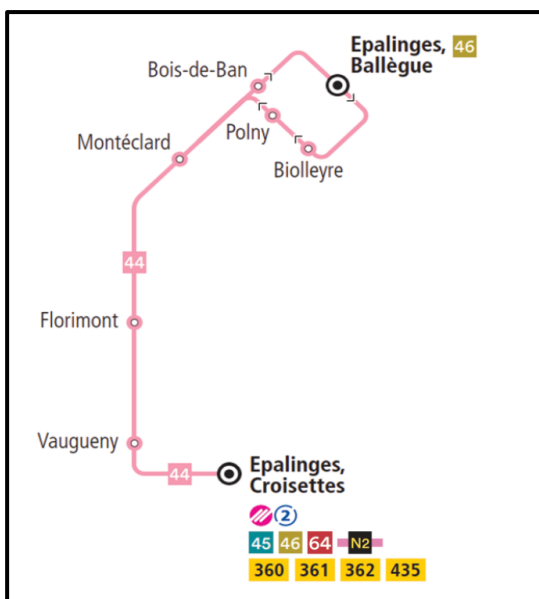 Epalinges, 46
Ballègue
Bois-de-Ban
Polny
Montéclard
Biolleyre
44
Florimont
Vaugueny
44
Epalinges,
Croisettes
2
45 46 64 N2
360 361 362 435